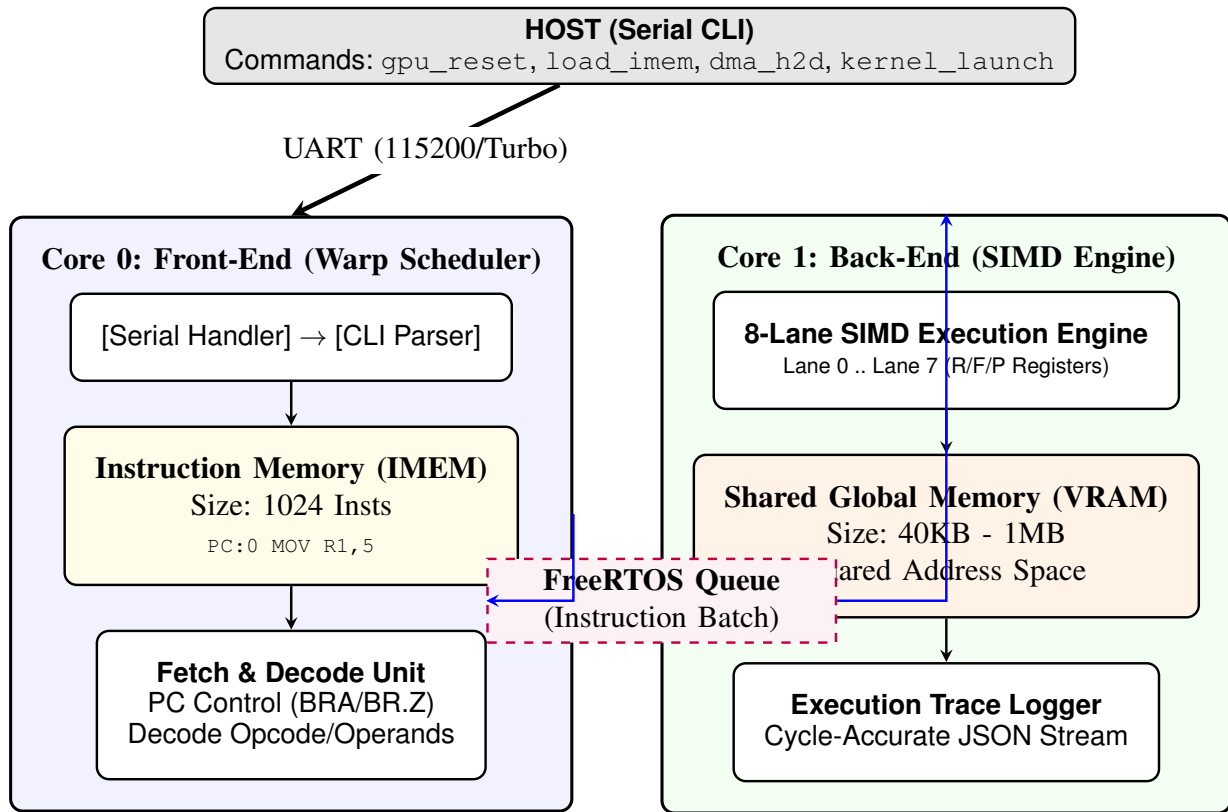 HOST (Serial CLI)
Commands: gpu_reset, load_imem, dma_h2d, kernel_launch
UART (115200/Turbo)
Core 0: Front-End (Warp Scheduler)
[Serial Handler] → [CLI Parser]
Instruction Memory (IMEM)
Size: 1024 Insts
PC:0 MOV R1,5
Fetch & Decode Unit
PC Control (BRA/BR.Z)
Decode Opcode/Operands
FreeRTOS Queue
(Instruction Batch)
Core 1: Back-End (SIMD Engine)
8-Lane SIMD Execution Engine
Lane 0 .. Lane 7 (R/F/P Registers)
Shared Global Memory (VRAM)
Size: 40KB - 1MB
Address Space
Execution Trace Logger
Cycle-Accurate JSON Stream